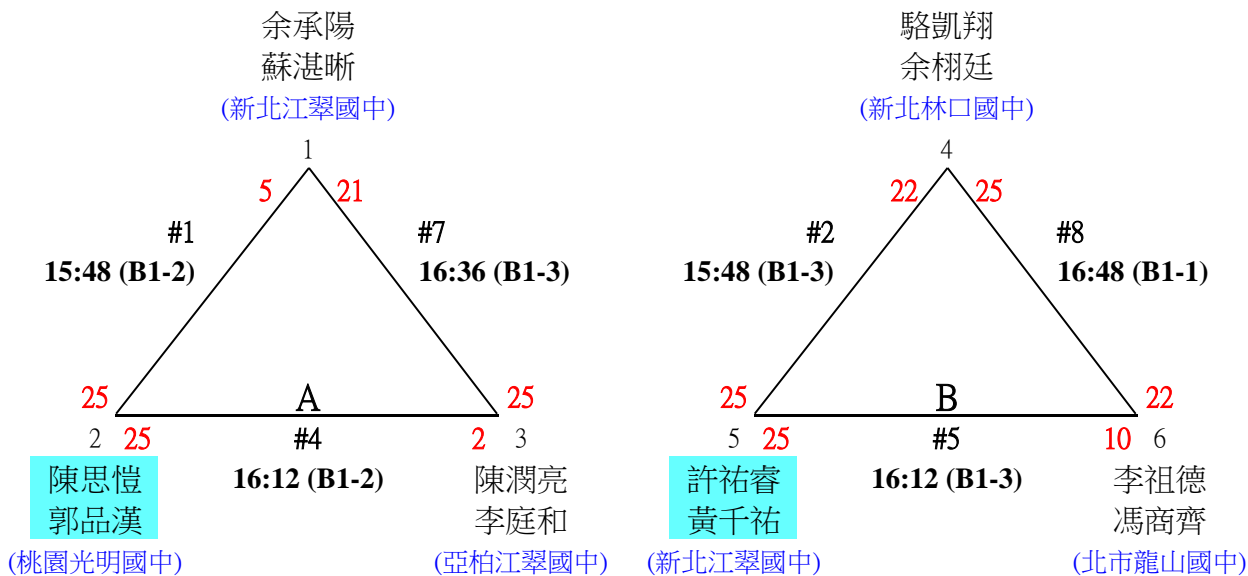 余承陽
蘇湛晰
(新北江翠國中)
1
5 21
#1 #7
15:48 (B1-2) 16:36 (B1-3)
25 A 25
2 25 #4 2 3
陳思愷 16:12 (B1-2) 陳潤亮
郭品漢 李庭和
(桃園光明國中) (亞柏江翠國中)
駱凱翔
余栩廷
(新北林口國中)
4
22 25
#2 #8
15:48 (B1-3) 16:48 (B1-1)
25 B 22
5 25 #5 10 6
許祐睿 16:12 (B1-3) 李祖德
黃千祐 馮商齊
(新北江翠國中) (北市龍山國中)